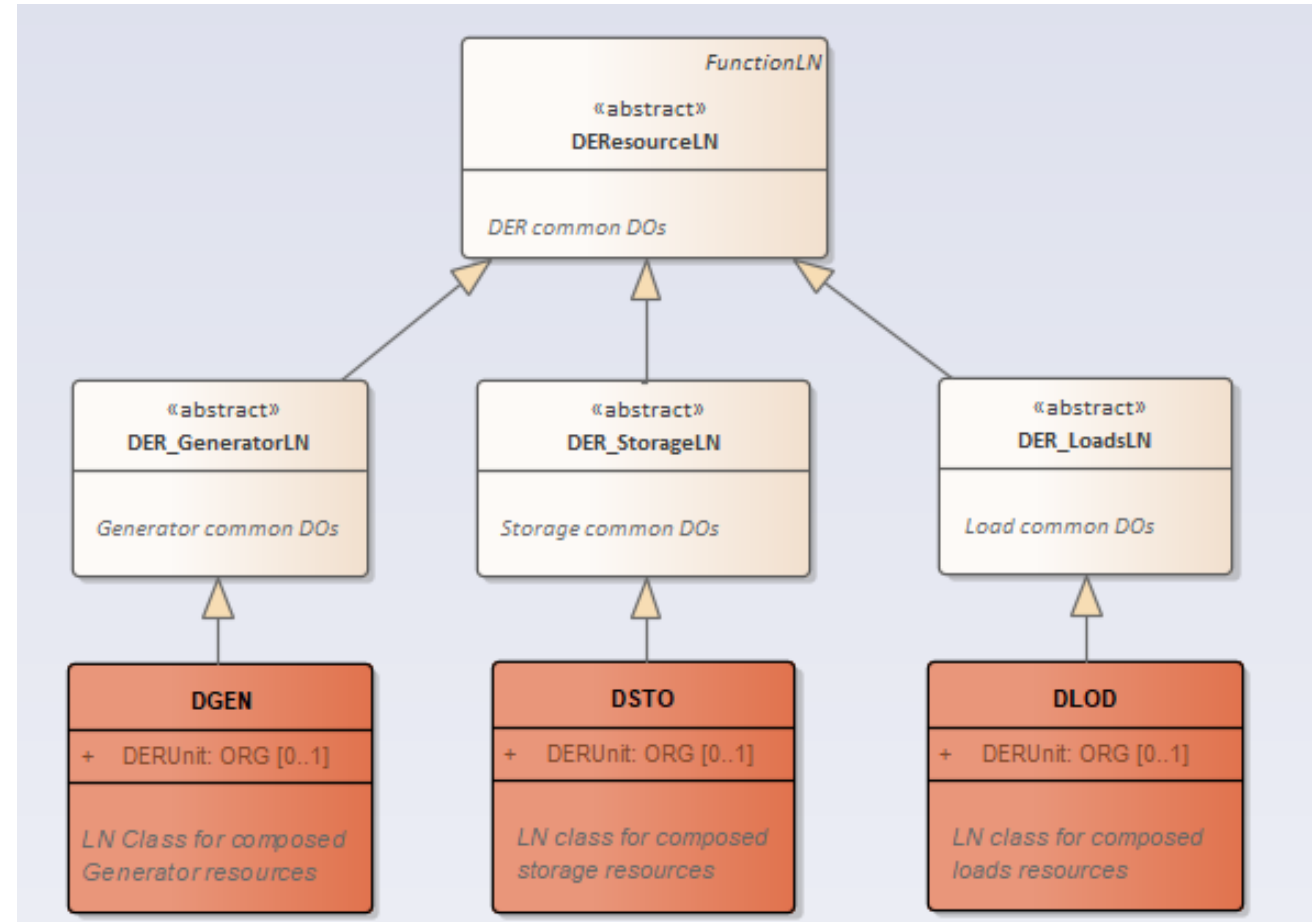 FunctionLN
«abstract»
DEResourceLN
DER common DOs
«abstract»
DER_GeneratorLN
Generator common DOs
«abstract»
DER_StorageLN
Storage common DOs
«abstract»
DER_LoadsLN
Load common DOs
DGEN
+ DERUnit: ORG [0..1]
LN Class for composed
Generator resources
DSTO
+ DERUnit: ORG [0..1]
LN class for composed
storage resources
DLOD
+ DERUnit: ORG [0..1]
LN class for composed
loads resources